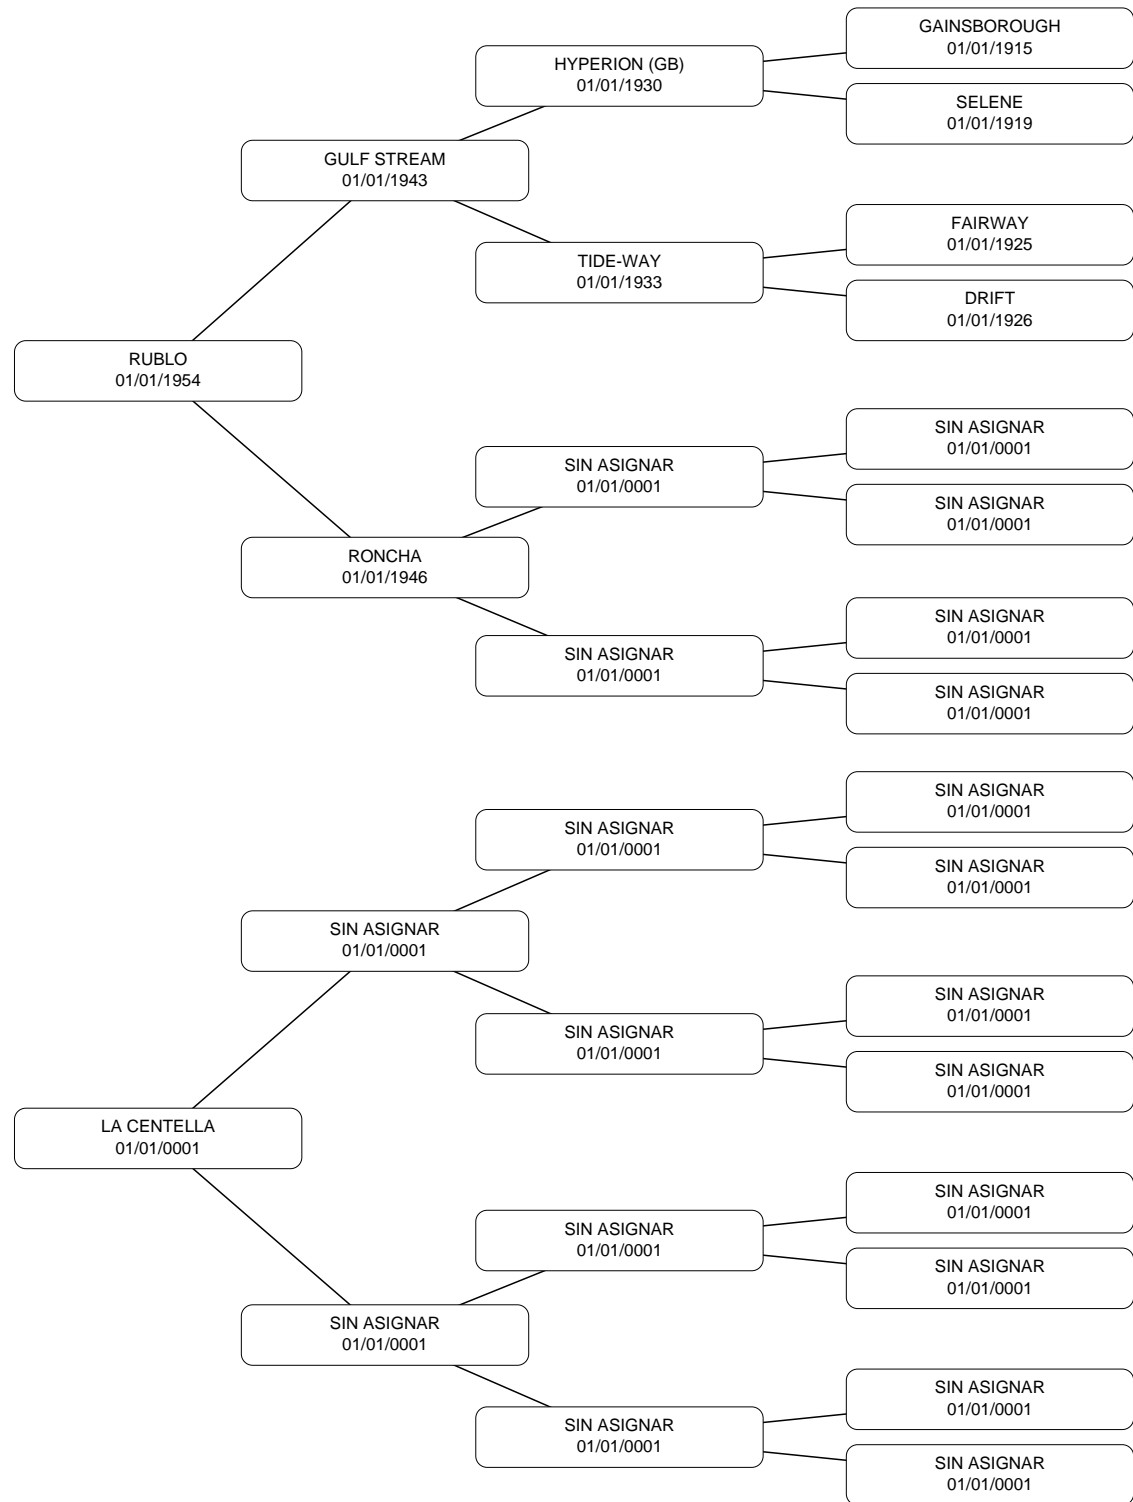 GAINSBOROUGH
01/01/1915
HYPERION (GB)
01/01/1930
SELENE
01/01/1919
GULF STREAM
01/01/1943
FAIRWAY
01/01/1925
TIDE-WAY
01/01/1933
DRIFT
01/01/1926
RUBLO
01/01/1954
SIN ASIGNAR
01/01/0001
SIN ASIGNAR
01/01/0001
SIN ASIGNAR
01/01/0001
RONCHA
01/01/1946
SIN ASIGNAR
01/01/0001
SIN ASIGNAR
01/01/0001
SIN ASIGNAR
01/01/0001
SIN ASIGNAR
01/01/0001
SIN ASIGNAR
01/01/0001
SIN ASIGNAR
01/01/0001
SIN ASIGNAR
01/01/0001
SIN ASIGNAR
01/01/0001
SIN ASIGNAR
01/01/0001
SIN ASIGNAR
01/01/0001
LA CENTELLA
01/01/0001
SIN ASIGNAR
01/01/0001
SIN ASIGNAR
01/01/0001
SIN ASIGNAR
01/01/0001
SIN ASIGNAR
01/01/0001
SIN ASIGNAR
01/01/0001
SIN ASIGNAR
01/01/0001
SIN ASIGNAR
01/01/0001